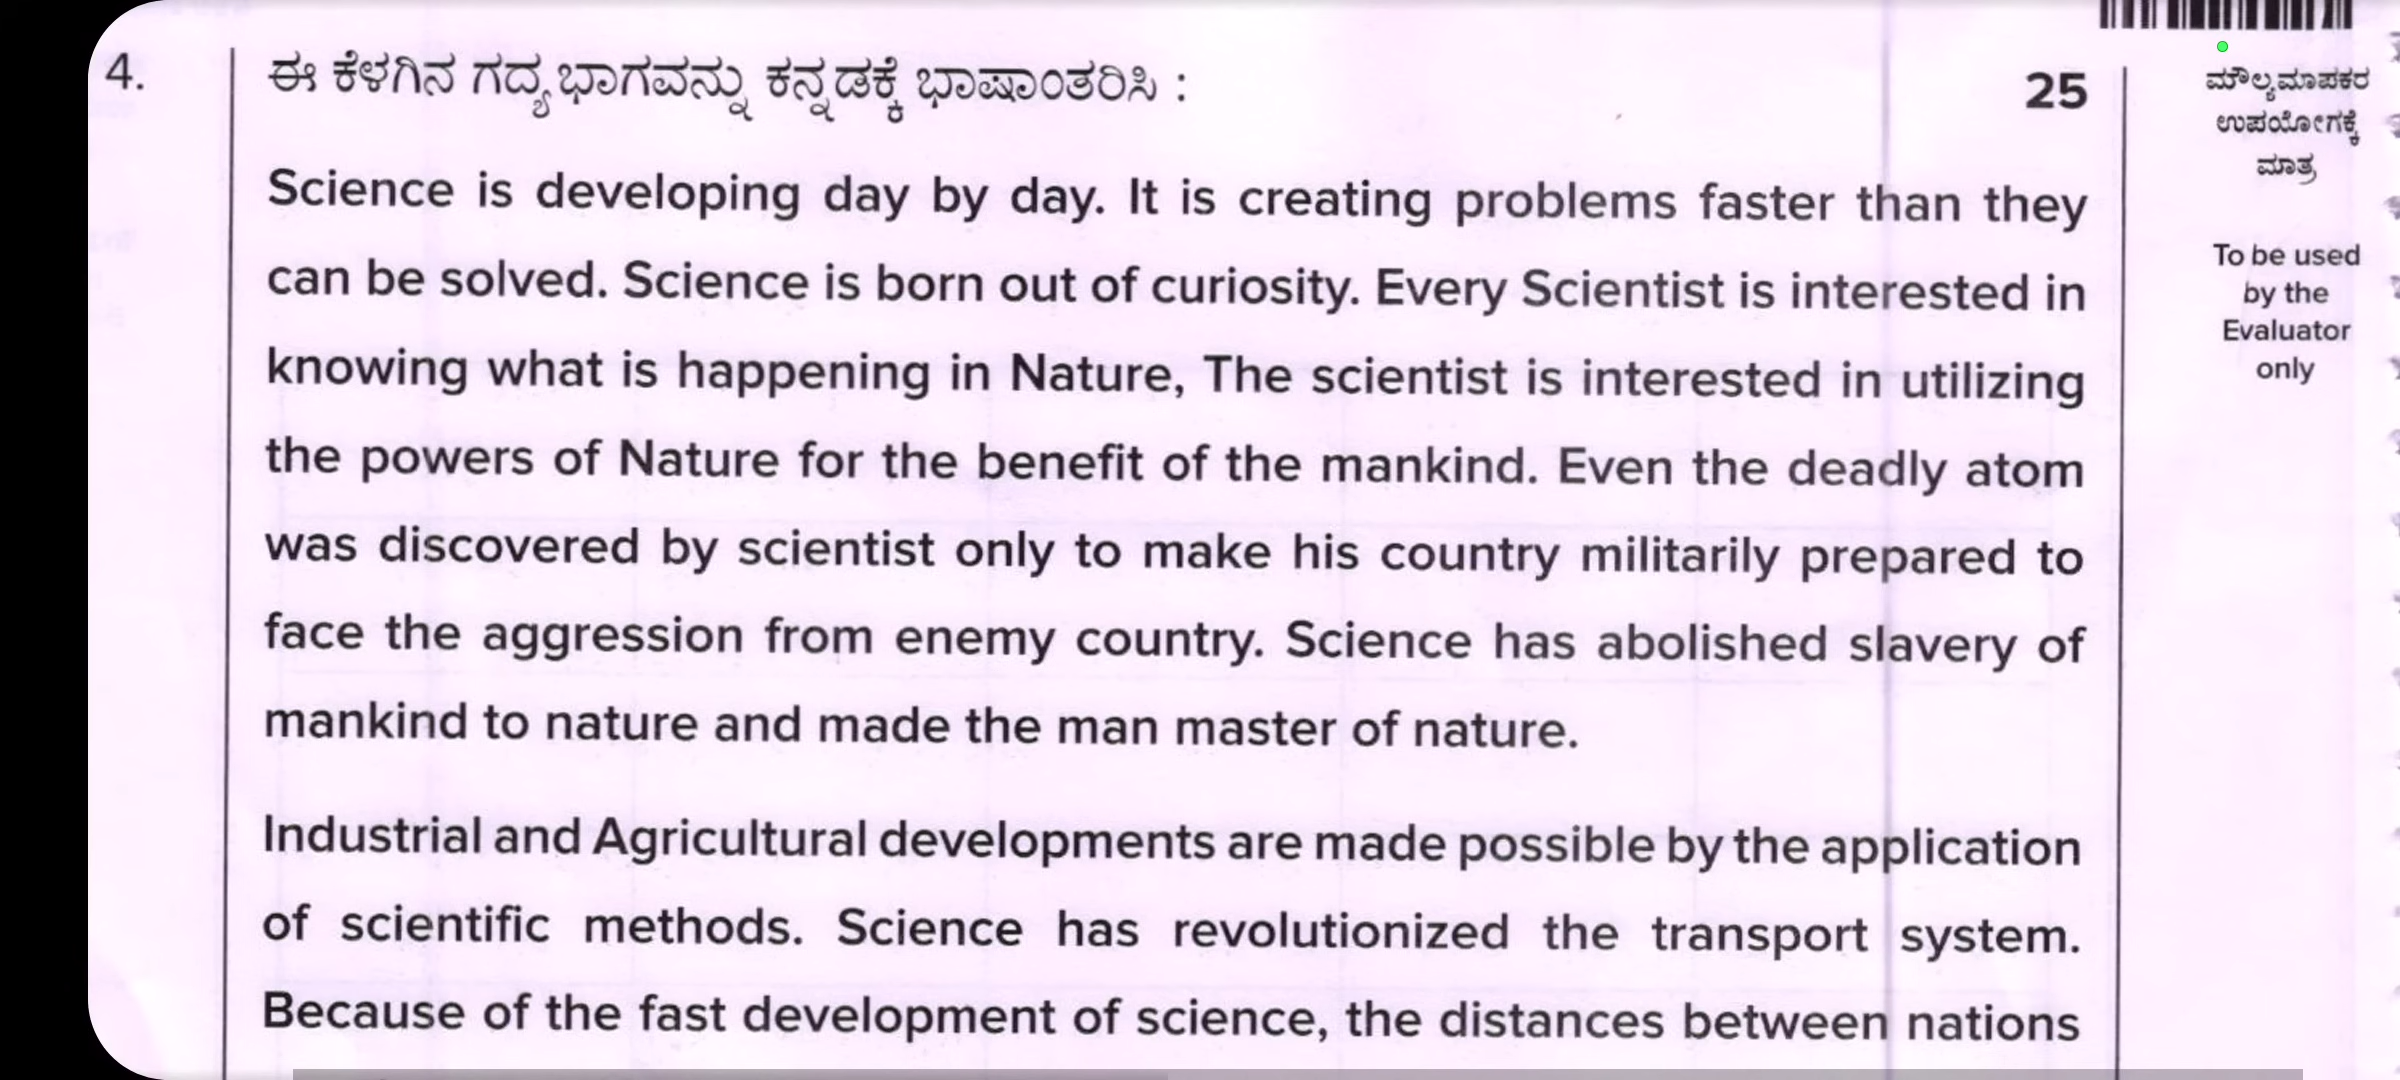 4. ಈ ಕೆಳಗಿನ ಗದ್ಯಭಾಗವನ್ನು ಕನ್ನಡಕ್ಕೆ ಭಾಷಾಂತರಿಸಿ : 25
Science is developing day by day. It is creating problems faster than they
can be solved. Science is born out of curiosity. Every Scientist is interested in
knowing what is happening in Nature, The scientist is interested in utilizing
the powers of Nature for the benefit of the mankind. Even the deadly atom
was discovered by scientist only to make his country militarily prepared to
face the aggression from enemy country. Science has abolished slavery of
mankind to nature and made the man master of nature.
Industrial and Agricultural developments are made possible by the application
of scientific methods. Science has revolutionized the transport system.
Because of the fast development of science, the distances between nations
ಮೌಲ್ಯಮಾಪಕರ
ಉಪಯೋಗಕ್ಕೆ
ಮಾತ್ರ
To be used
by the
Evaluator
only